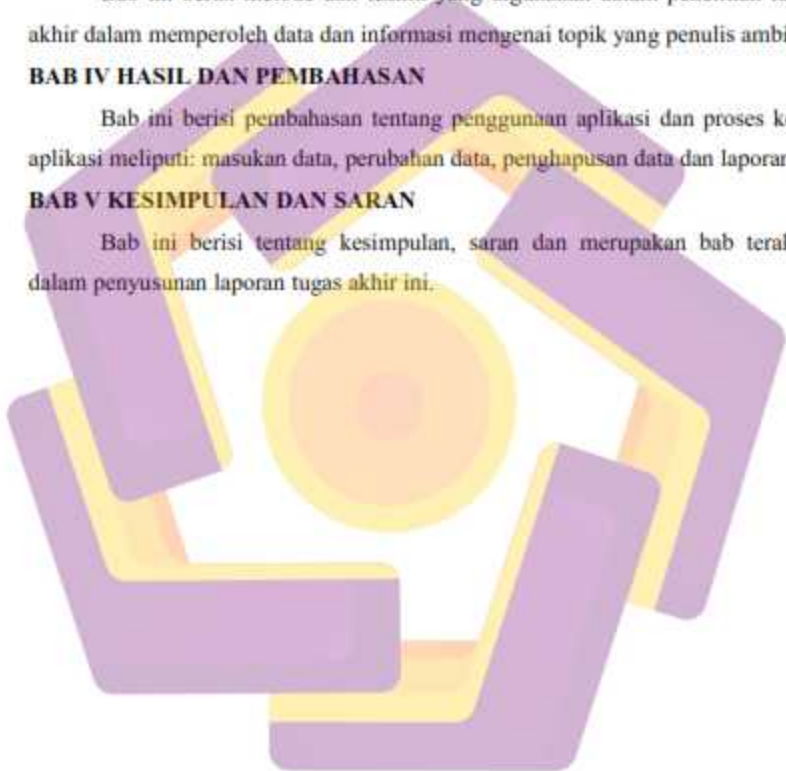 akhir dalam memperoleh data dan informasi mengenai topik yang penulis ambi
BAB IV HASIL DAN PEMBAHASAN
Bab ini berisi pembahasan tentang penggunaan aplikasi dan proses k
aplikasi meliputi: masukan data, perubahan data, penghapusan data dan laporan
BAB V KESIMPULAN DAN SARAN
Bab ini berisi tentang kesimpulan, saran dan merupakan bab tera
dalam penyusunan laporan tugas akhir ini.